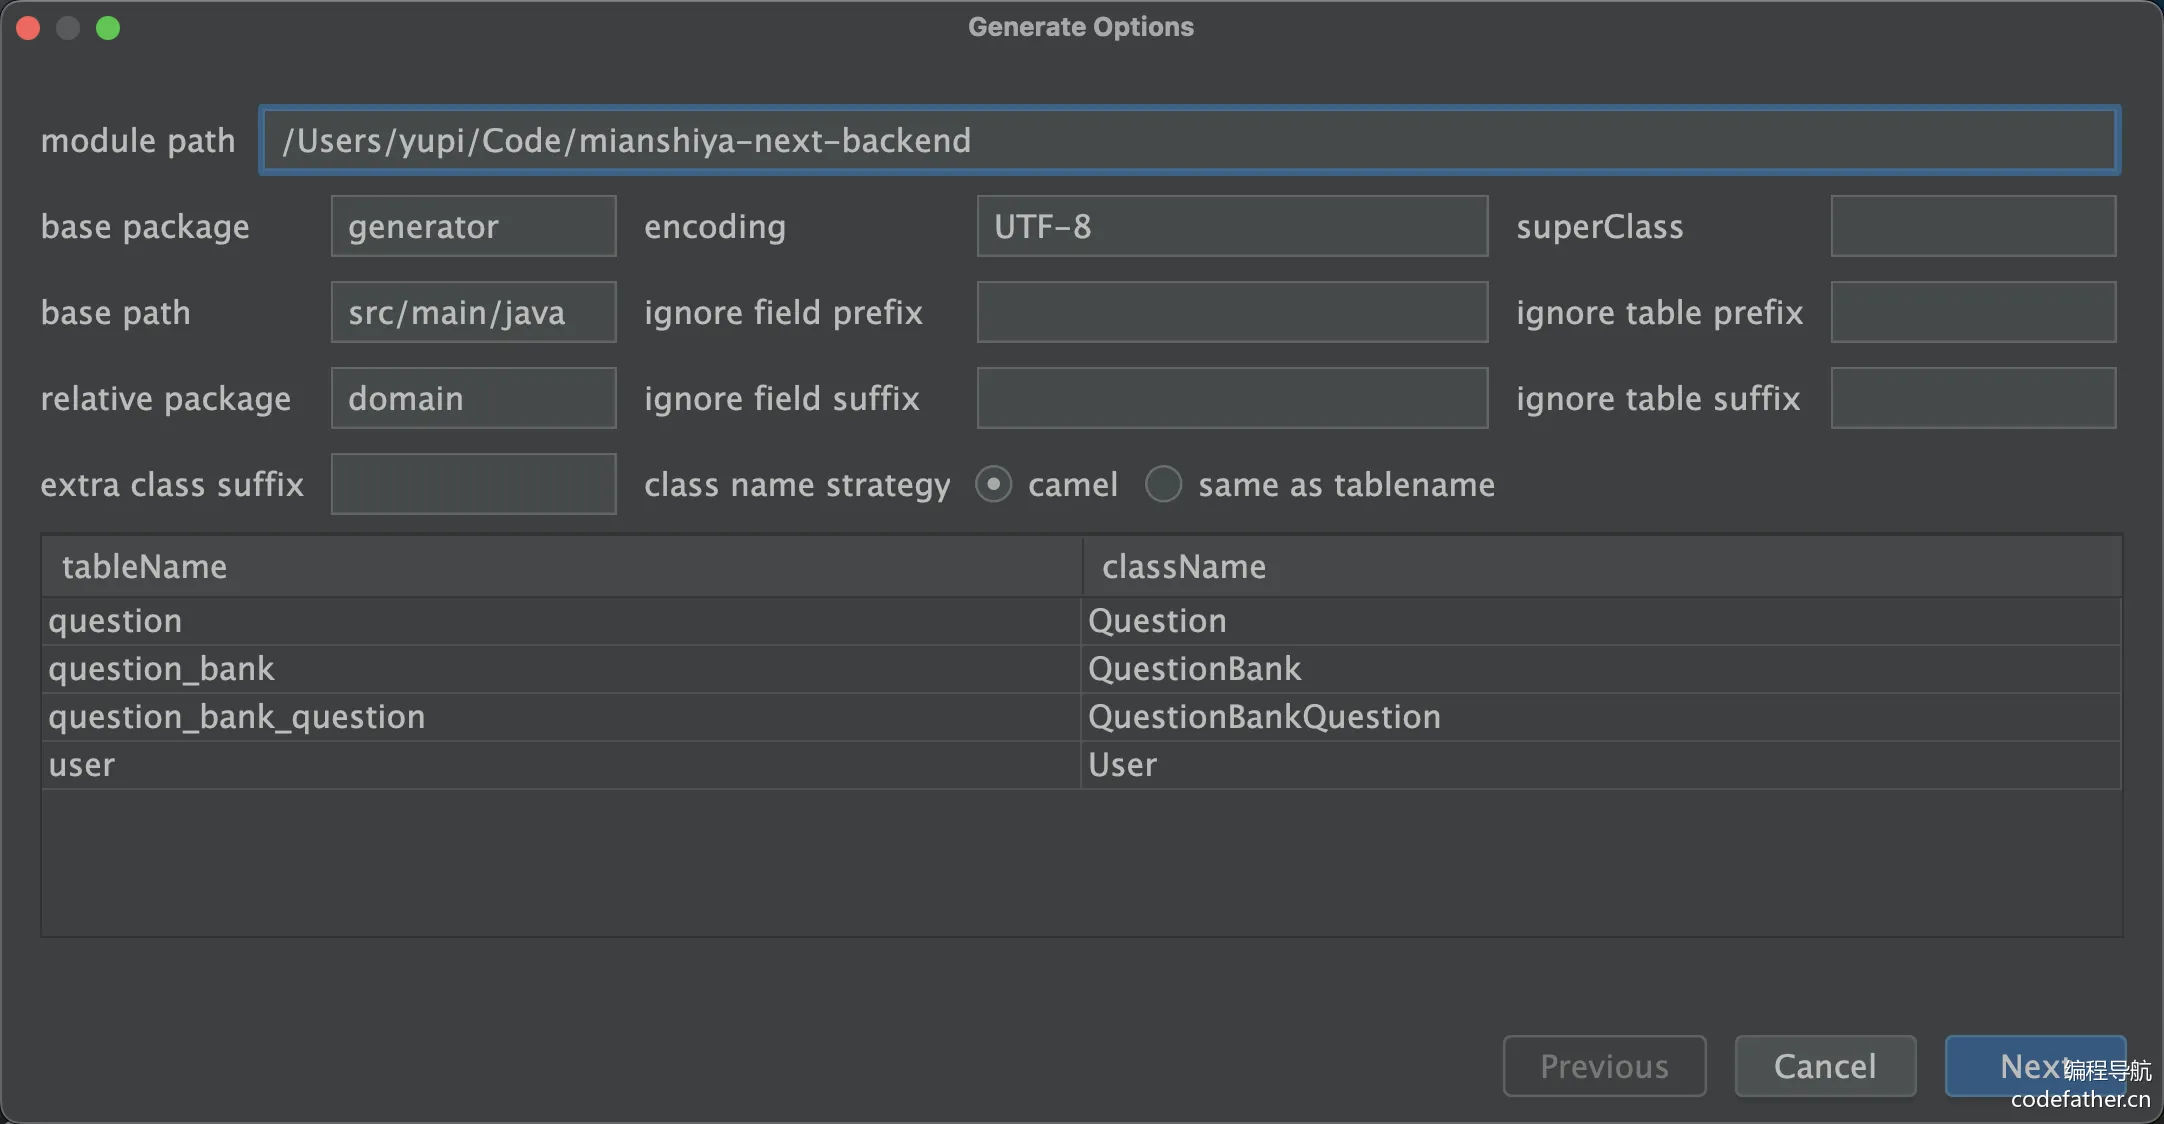 Generate Options
module path /Users/yupi/Code/mianshiya-next-backend
base package generator encoding UTF-8 superClass
base path src/main/java ignore field prefix ignore table prefix
relative package domain ignore field suffix ignore table suffix
extra class suffix class name strategy camel same as tablename
tableName className
question Question
question_bank QuestionBank
question_bank_question QuestionBankQuestion
user User
Previous Cancel Next
编程导航
codefather.cn